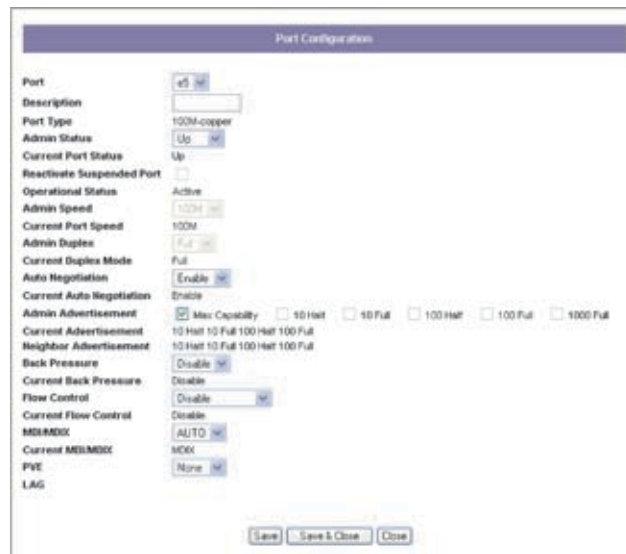 Port Configuration
Port e5
Description
Port Type 100M-copper
Admin Status Up
Current Port Status Up
Reactivate Suspended Port
Operational Status Active
Admin Speed 100M
Current Port Speed 100M
Admin Duplex Full
Current Duplex Mode Full
Auto Negotiation Enable
Current Auto Negotiation Enable
Admin Advertisement Max Capability 10 Half 10 Full 100 Half 100 Full 1000 Full
Current Advertisement 10 Half 10 Full 100 Half 100 Full
Neighbor Advertisement 10 Half 10 Full 100 Half 100 Full
Back Pressure Disable
Current Back Pressure Disable
Flow Control Disable
Current Flow Control Disable
MDI/MDIX AUTO
Current MDI/MDIX MDIX
PVE None
LAG
Save Save & Close Close